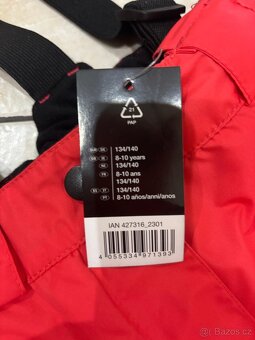 21
PAP
134/140
8-10 years
134/140
8-10 ans
134/140
134/140
8-10 años/anni/anos
IAN 427316_2301
4 055334 971393
Sbazos.cz